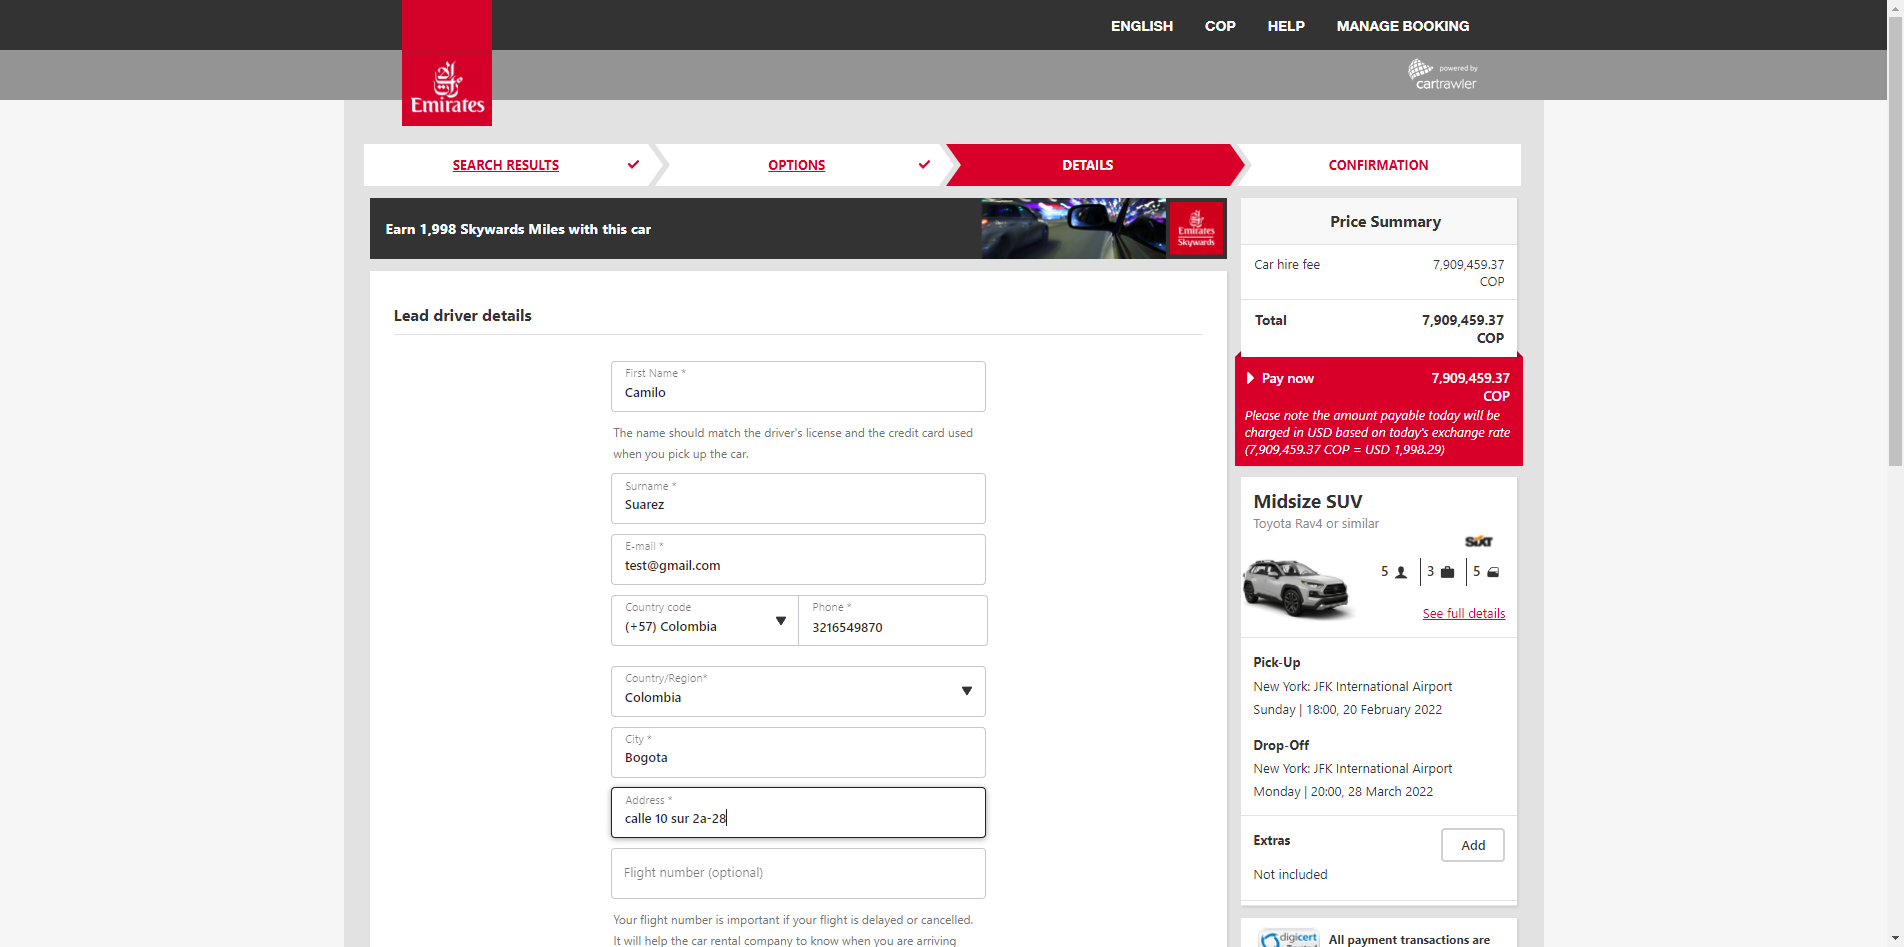 ENGLISH COP HELP MANAGE BOOKING
powered by
cartrawler
Emirates
SEARCH RESULTS OPTIONS DETAILS CONFIRMATION
Earn 1,998 Skywards Miles with this car
Emirates
Skywards
Lead driver details
First Name *
Camilo
The name should match the driver's license and the credit card used
when you pick up the car.
Surname *
Suarez
E-mail *
test@gmail.com
Country code
(+57) Colombia
Phone *
3216549870
Country/Region*
Colombia
City *
Bogota
Address *
calle 10 sur 2a-28
Flight number (optional)
Your flight number is important if your flight is delayed or cancelled.
It will help the car rental company to know when you are arriving
Price Summary
Car hire fee 7,909,459.37
COP
Total 7,909,459.37
COP
Pay now 7,909,459.37
COP
Please note the amount payable today will be
charged in USD based on today's exchange rate
(7,909,459.37 COP = USD 1,998.29)
Midsize SUV
Toyota Rav4 or similar
SIXT
5 3 5
See full details
Pick-Up
New York: JFK International Airport
Sunday | 18:00, 20 February 2022
Drop-Off
New York: JFK International Airport
Monday | 20:00, 28 March 2022
Extras
Add
Not included
digicert
All payment transactions are